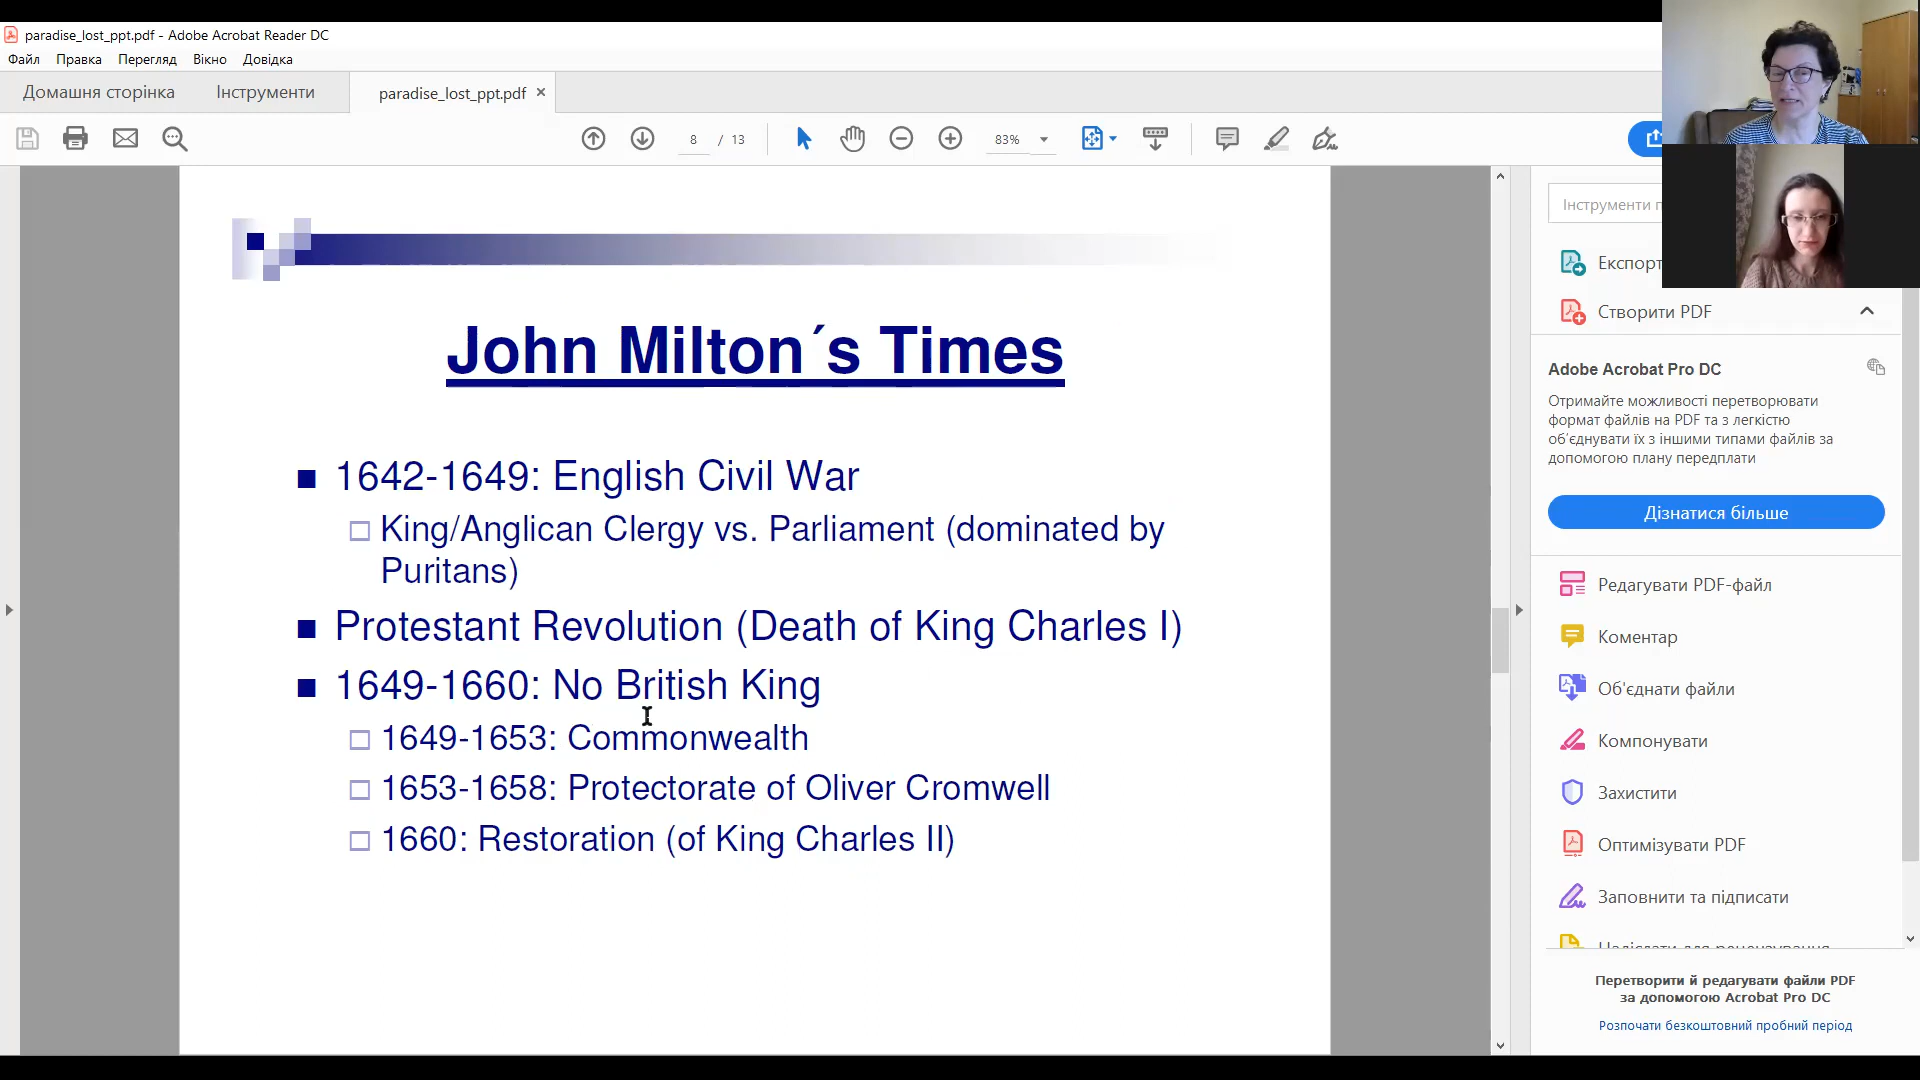 paradise_lost_ppt.pdf - Adobe Acrobat Reader DC
Файл Правка Перегляд Вікно Довідка
Домашня сторінка Інструменти paradise_lost_ppt.pdf ×
8 / 13 83%
John Milton´s Times
1642-1649: English Civil War
King/Anglican Clergy vs. Parliament (dominated by
Puritans)
Protestant Revolution (Death of King Charles I)
1649-1660: No British King
1649-1653: Commonwealth
1653-1658: Protectorate of Oliver Cromwell
1660: Restoration (of King Charles II)
Інструменти
Створити PDF
Adobe Acrobat Pro DC
Отримайте можливості перетворювати
формат файлів на PDF та з легкістю
об'єднувати їх з іншими типами файлів за
допомогою плану передплати
Дізнатися більше
Редагувати PDF-файл
Коментар
Об'єднати файли
Компонувати
Захистити
Оптимізувати PDF
Заповнити та підписати
Надіслати для рецензування
Перетворити й редагувати файли PDF
за допомогою Acrobat Pro DC
Розпочати безкоштовний пробний період